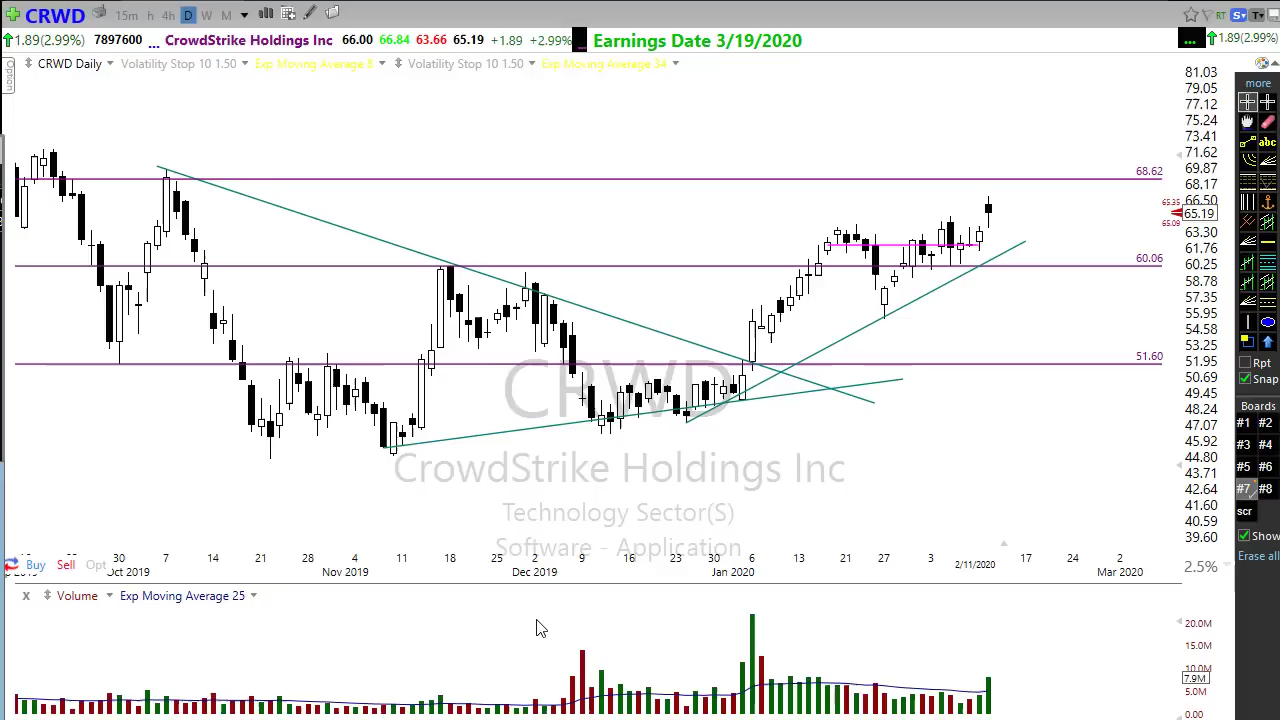 CRWD 15m h 4h D W M RT S T
1.89(2.99%) 7897600 ... CrowdStrike Holdings Inc 66.00 66.84 63.66 65.19 +1.89 +2.99% ... Earnings Date 3/19/2020 ... 1.89(2.99%)
Option
CRWD Daily Volatility Stop 10 1.50 Exp Moving Average 8 Volatility Stop 10 1.50 Exp Moving Average 34
81.03
79.05
77.12
75.24
73.41
71.62
69.87
68.62
68.17
66.50
65.35
65.19
65.09
63.30
61.76
60.06
60.25
58.78
57.35
55.95
54.58
53.25
51.60
51.95
50.69
49.45
48.24
47.07
45.92
44.80
43.71
42.64
41.60
40.59
39.60
2.5%
CRWD
CrowdStrike Holdings Inc
Technology Sector(S)
Software - Application
30 7 14 21 28 4 11 18 25 2 9 16 23 30 6 13 21 27 3 2/11/2020 17 24 2
Oct 2019 Nov 2019 Dec 2019 Jan 2020 Mar 2020
Buy Sell Opt
x Volume Exp Moving Average 25
20.0M
15.0M
10.0M
7.9M
5.0M
0.00
more
abc
Rpt
Snap
Boards
#1 #2
#3 #4
#5 #6
#7 #8
scr
Show
Erase all